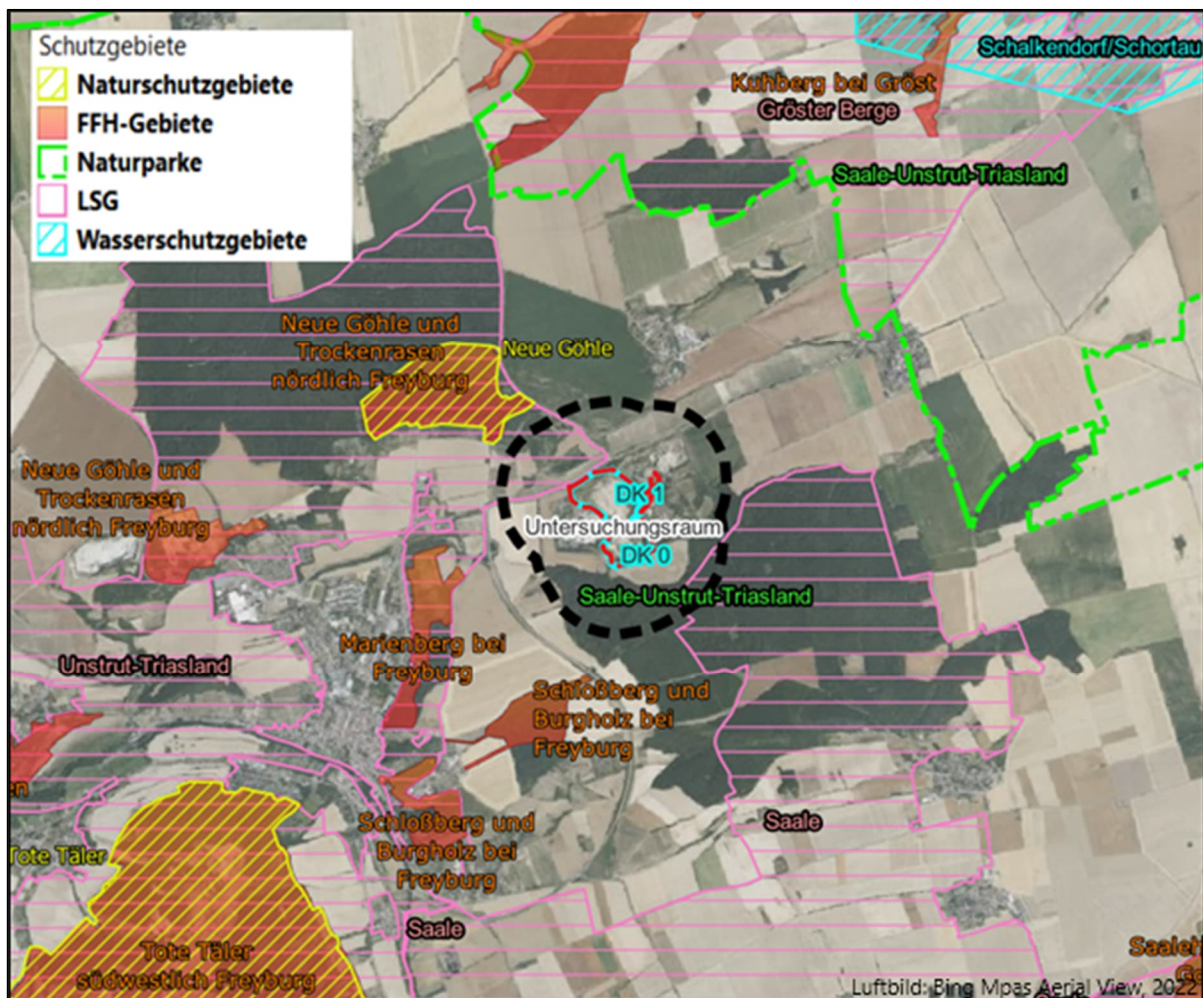 Schutzgebiete
Naturschutzgebiete
FFH-Gebiete
Naturparke
LSG
Wasserschutzgebiete
Schalkendorf/Schortau
Kuhberg bei Gröst
Gröster Berge
Saale-Unstrut-Triasland
Neue Göhle und
Trockenrasen
nördlich Freyburg
Neue Göhle
Neue Göhle und
Trockenrasen
nördlich Freyburg
DK 1
Untersuchungsraum
DK 0
Saale-Unstrut-Triasland
Marienberg bei
Freyburg
Unstrut-Triasland
Schloßberg und
Burgholz bei
Freyburg
en
Saale
Schloßberg und
Burgholz bei
Freyburg
Tote Täler
Saale
Tote Täler
südwestlich Freyburg
Saaleh
Luftbild: Bing Mpas Aerial View, 2022